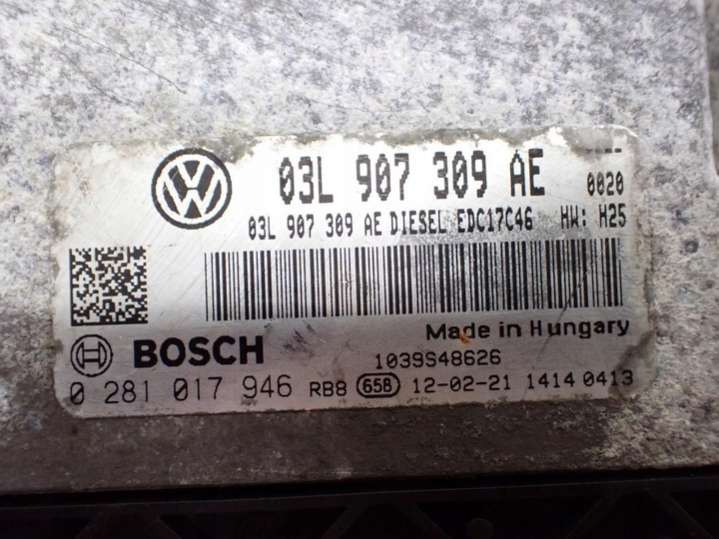 03L 907 309 AE 0020
03L 907 309 AE DIESEL EDC17C46 HW: H25
Made in Hungary
BOSCH 1039S48626
0 281 017 946 RB8 65B 12-02-21 1414 0413